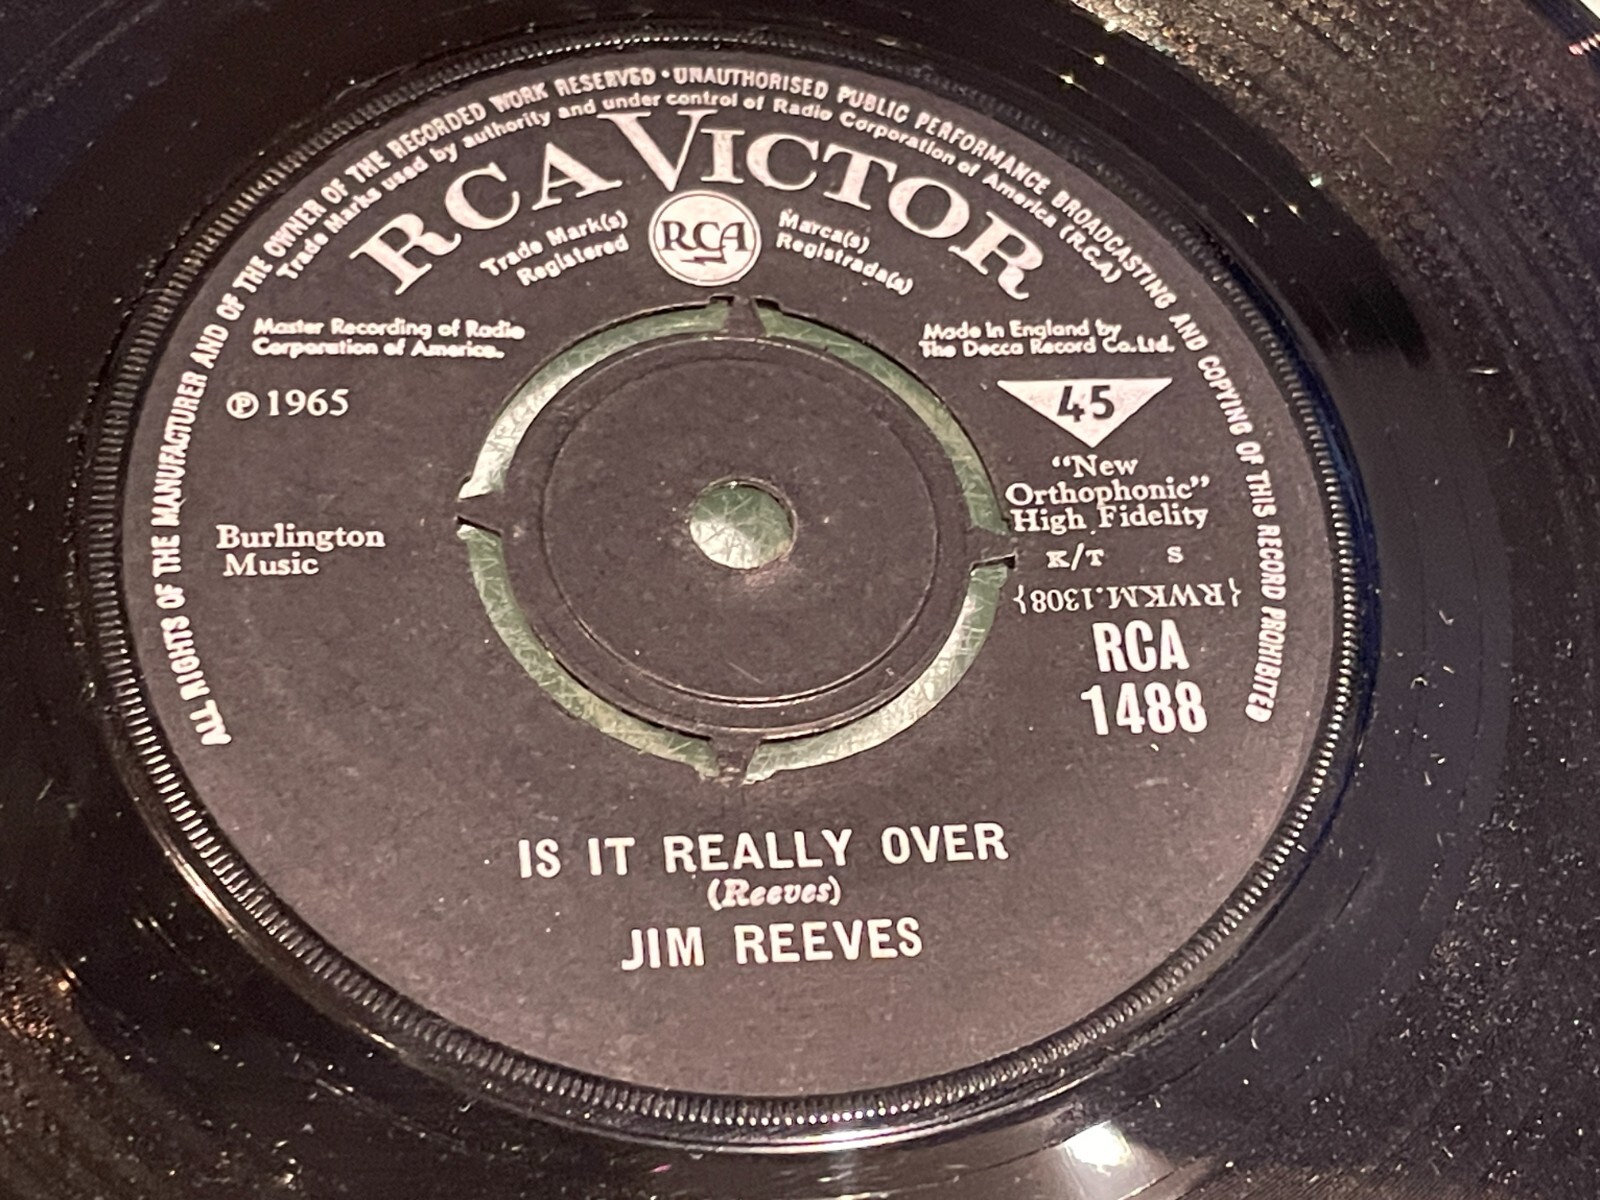 ALL RIGHTS OF THE MANUFACTURER AND OF THE OWNER OF THE RECORDED WORK RESERVED • UNAUTHORISED PUBLIC PERFORMANCE BROADCASTING AND COPYING OF THIS RECORD PROHIBITED
Trade Marks used by authority and under control of Radio Corporation of America (R.C.A)
RCA VICTOR
Trade Mark(s)
Registered
RCA
Marca(s)
Registrada(s)
Master Recording of Radio
Corporation of America.
Made in England by
The Decca Record Co. Ltd.
℗ 1965
45
"New
Orthophonic"
High Fidelity
Burlington
Music
K/T S
{RWKM.1308}
RCA
1488
IS IT REALLY OVER
(Reeves)
JIM REEVES